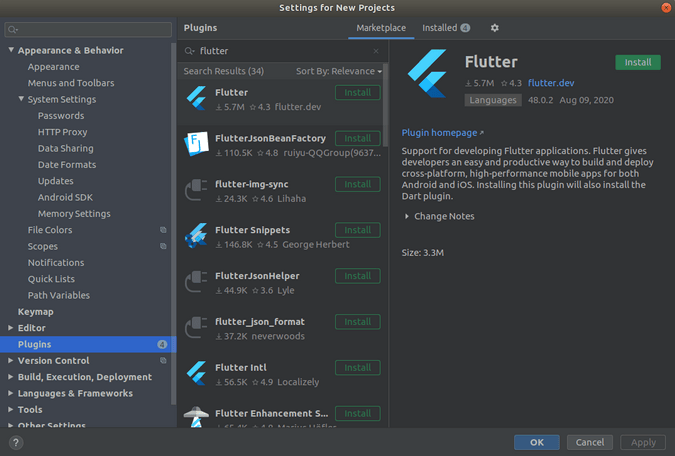 Settings for New Projects
Appearance & Behavior
Appearance
Menus and Toolbars
System Settings
Passwords
HTTP Proxy
Data Sharing
Date Formats
Updates
Android SDK
Memory Settings
File Colors
Scopes
Notifications
Quick Lists
Path Variables
Keymap
Editor
Plugins 4
Version Control
Build, Execution, Deployment
Languages & Frameworks
Tools
Other Settings
Plugins
Marketplace
Installed 4
flutter
Search Results (34) Sort By: Relevance
Flutter Install
5.7M 4.3 flutter.dev
FlutterJsonBeanFactory Install
110.5K 4.8 ruiyu-QQGroup(9637...
flutter-img-sync Install
24.3K 4.6 Lihaha
Flutter Snippets Install
146.8K 4.5 George Herbert
FlutterJsonHelper Install
44.9K 3.6 Lyle
flutter_json_format Install
37.2K neverwoods
Flutter Intl Install
56.5K 4.9 Localizely
Flutter Enhancement S... Install
65.4K 4.8 Marius Höfler
Flutter Install
5.7M 4.3 flutter.dev
Languages 48.0.2 Aug 09, 2020
Plugin homepage
Support for developing Flutter applications. Flutter gives
developers an easy and productive way to build and deploy
cross-platform, high-performance mobile apps for both
Android and iOS. Installing this plugin will also install the
Dart plugin.
Change Notes
Size: 3.3M
?
OK Cancel Apply